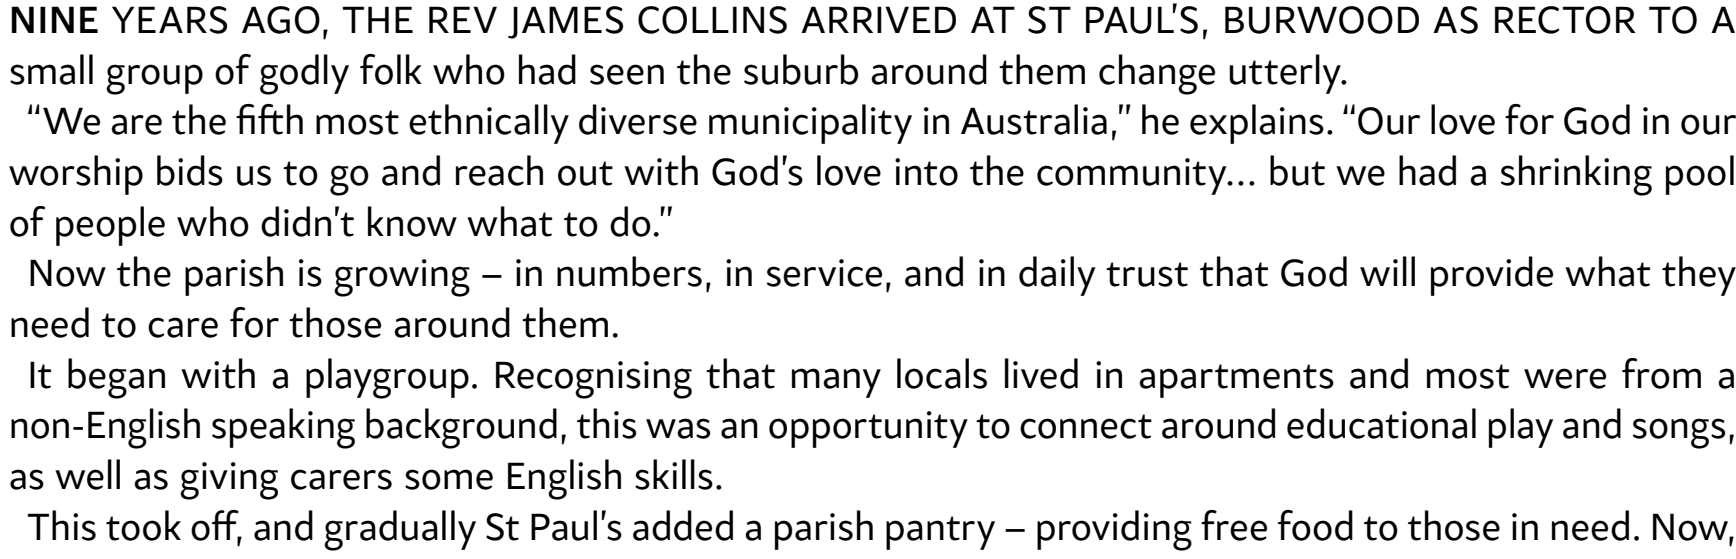 NINE YEARS AGO, THE REV JAMES COLLINS ARRIVED AT ST PAUL'S, BURWOOD AS RECTOR TO A
small group of godly folk who had seen the suburb around them change utterly.
“We are the fifth most ethnically diverse municipality in Australia,” he explains. “Our love for God in our
worship bids us to go and reach out with God's love into the community... but we had a shrinking pool
of people who didn't know what to do.”
Now the parish is growing – in numbers, in service, and in daily trust that God will provide what they
need to care for those around them.
It began with a playgroup. Recognising that many locals lived in apartments and most were from a
non-English speaking background, this was an opportunity to connect around educational play and songs,
as well as giving carers some English skills.
This took off, and gradually St Paul's added a parish pantry – providing free food to those in need. Now,